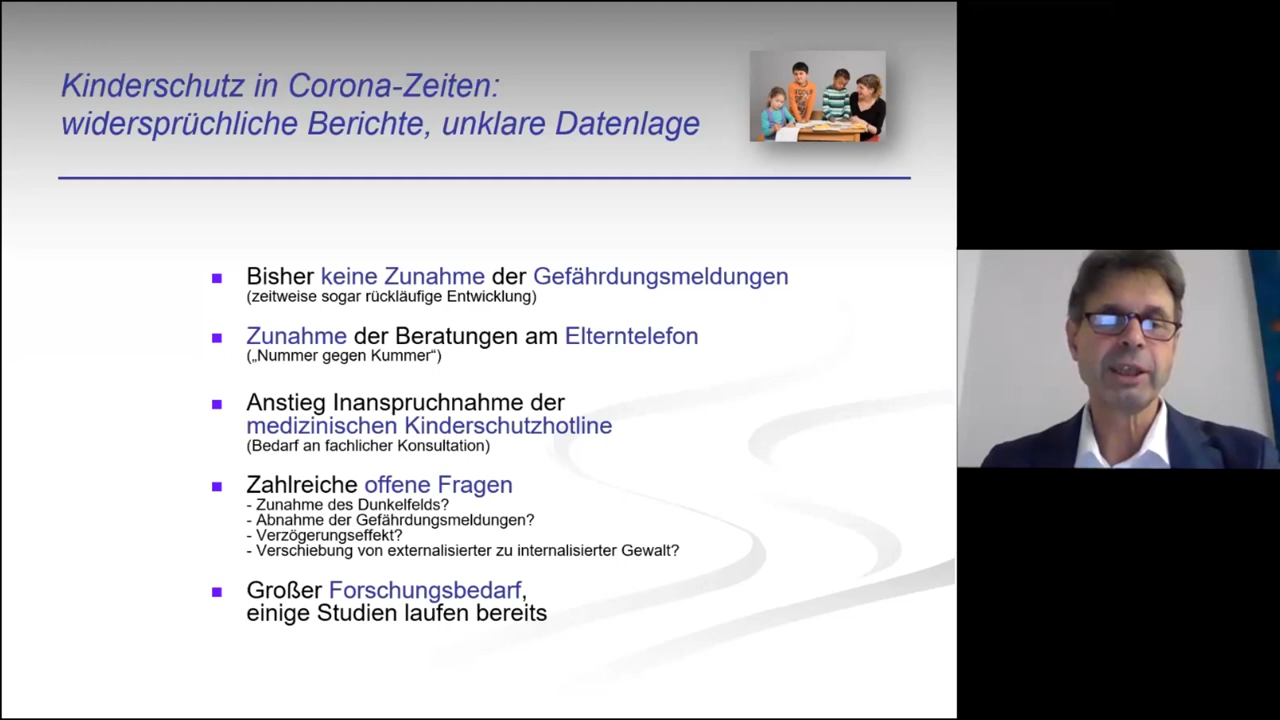 Kinderschutz in Corona-Zeiten:
widersprüchliche Berichte, unklare Datenlage
Bisher keine Zunahme der Gefährdungsmeldungen
(zeitweise sogar rückläufige Entwicklung)
Zunahme der Beratungen am Elterntelefon
(„Nummer gegen Kummer“)
Anstieg Inanspruchnahme der
medizinischen Kinderschutzhotline
(Bedarf an fachlicher Konsultation)
Zahlreiche offene Fragen
- Zunahme des Dunkelfelds?
- Abnahme der Gefährdungsmeldungen?
- Verzögerungseffekt?
- Verschiebung von externalisierter zu internalisierter Gewalt?
Großer Forschungsbedarf,
einige Studien laufen bereits